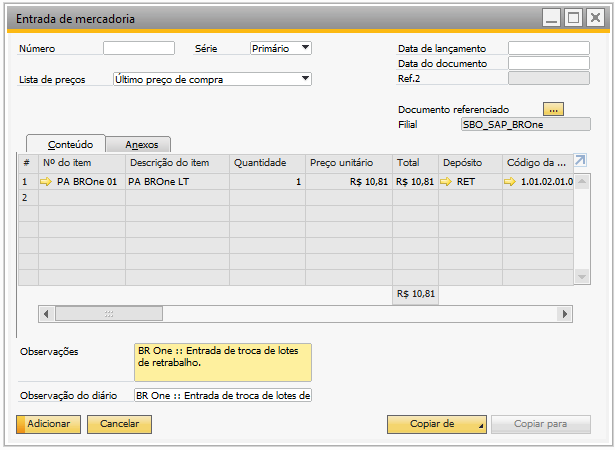 Entrada de mercadoria
Número Série Primário Data de lançamento
Data do documento
Lista de preços Último preço de compra Ref.2
Documento referenciado ...
Filial SBO_SAP_BROne
Conteúdo Anexos
# Nº do item Descrição do item Quantidade Preço unitário Total Depósito Código da ...
1 PA BROne 01 PA BROne LT 1 R$ 10,81 R$ 10,81 RET 1.01.02.01.0
2
R$ 10,81
Observações BR One :: Entrada de troca de lotes
de retrabalho.
Observação do diário BR One :: Entrada de troca de lotes de
Adicionar Cancelar Copiar de Copiar para